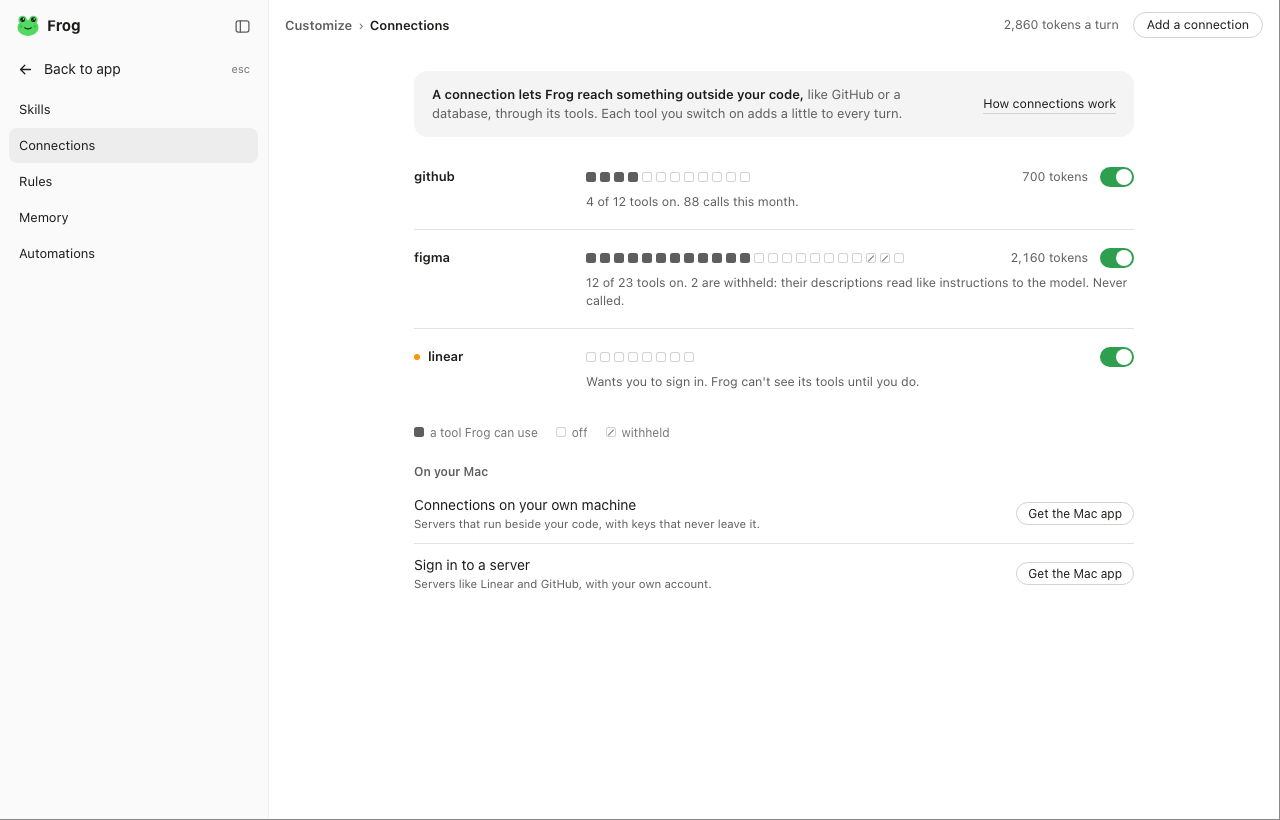 Frog
Customize › Connections
2,860 tokens a turn
Add a connection
Back to app
esc
Skills
Connections
Rules
Memory
Automations
A connection lets Frog reach something outside your code, like GitHub or a
database, through its tools. Each tool you switch on adds a little to every turn.
How connections work
github
700 tokens
4 of 12 tools on. 88 calls this month.
figma
2,160 tokens
12 of 23 tools on. 2 are withheld: their descriptions read like instructions to the model. Never
called.
linear
Wants you to sign in. Frog can't see its tools until you do.
a tool Frog can use
off
withheld
On your Mac
Connections on your own machine
Servers that run beside your code, with keys that never leave it.
Get the Mac app
Sign in to a server
Servers like Linear and GitHub, with your own account.
Get the Mac app